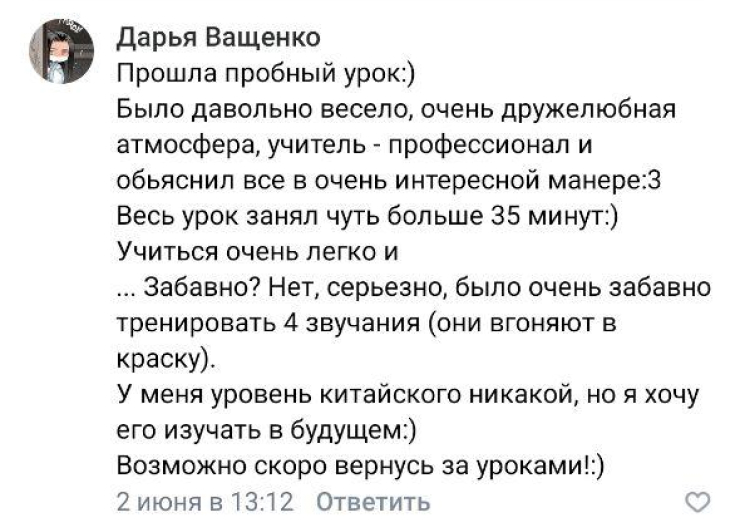 Дарья Ващенко
Прошла пробный урок:)
Было давольно весело, очень дружелюбная
атмосфера, учитель - профессионал и
обьяснил все в очень интересной манере:3
Весь урок занял чуть больше 35 минут:)
Учиться очень легко и
... Забавно? Нет, серьезно, было очень забавно
тренировать 4 звучания (они вгоняют в
краску).
У меня уровень китайского никакой, но я хочу
его изучать в будущем:)
Возможно скоро вернусь за уроками!:)
2 июня в 13:12 Ответить